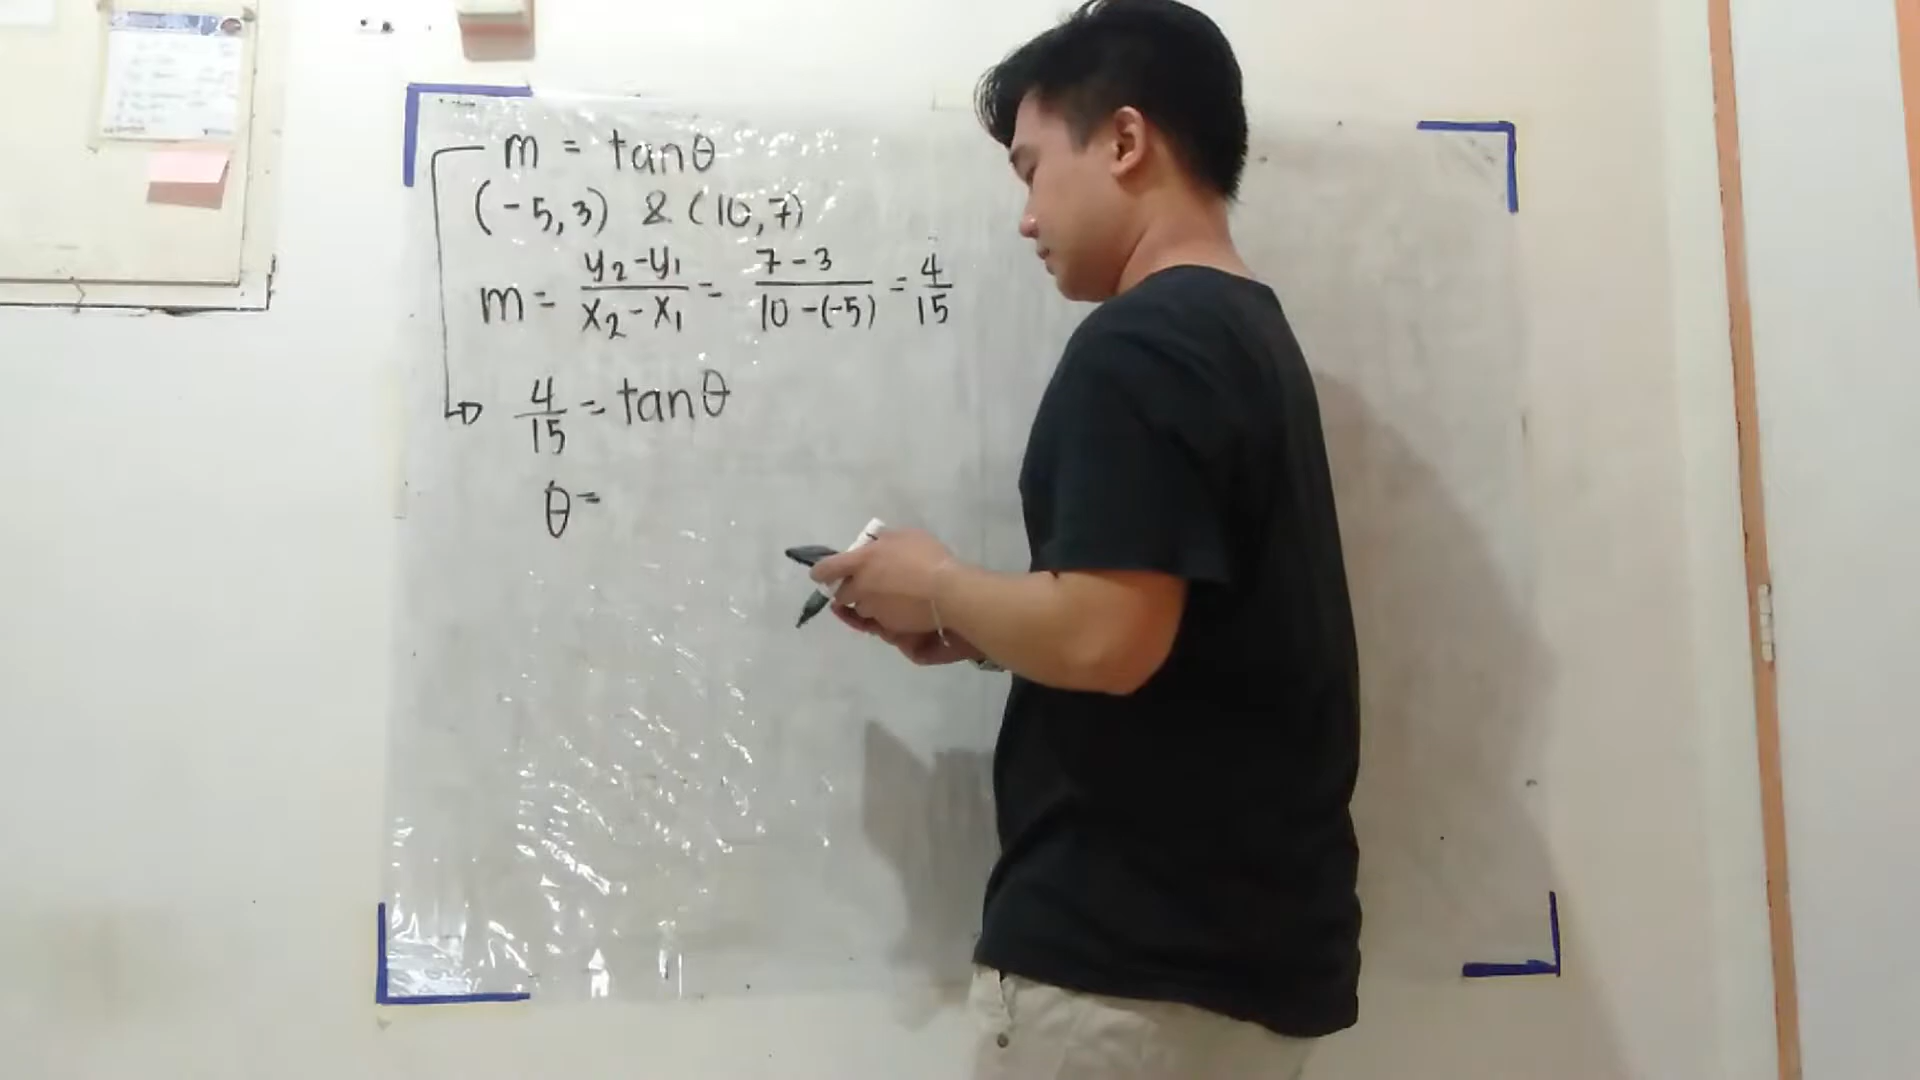 m = tanθ
(-5,3) & (10,7)
m = y₂-y₁/x₂-x₁ = 7-3/10-(-5) = 4/15
4/15 = tanθ
θ=